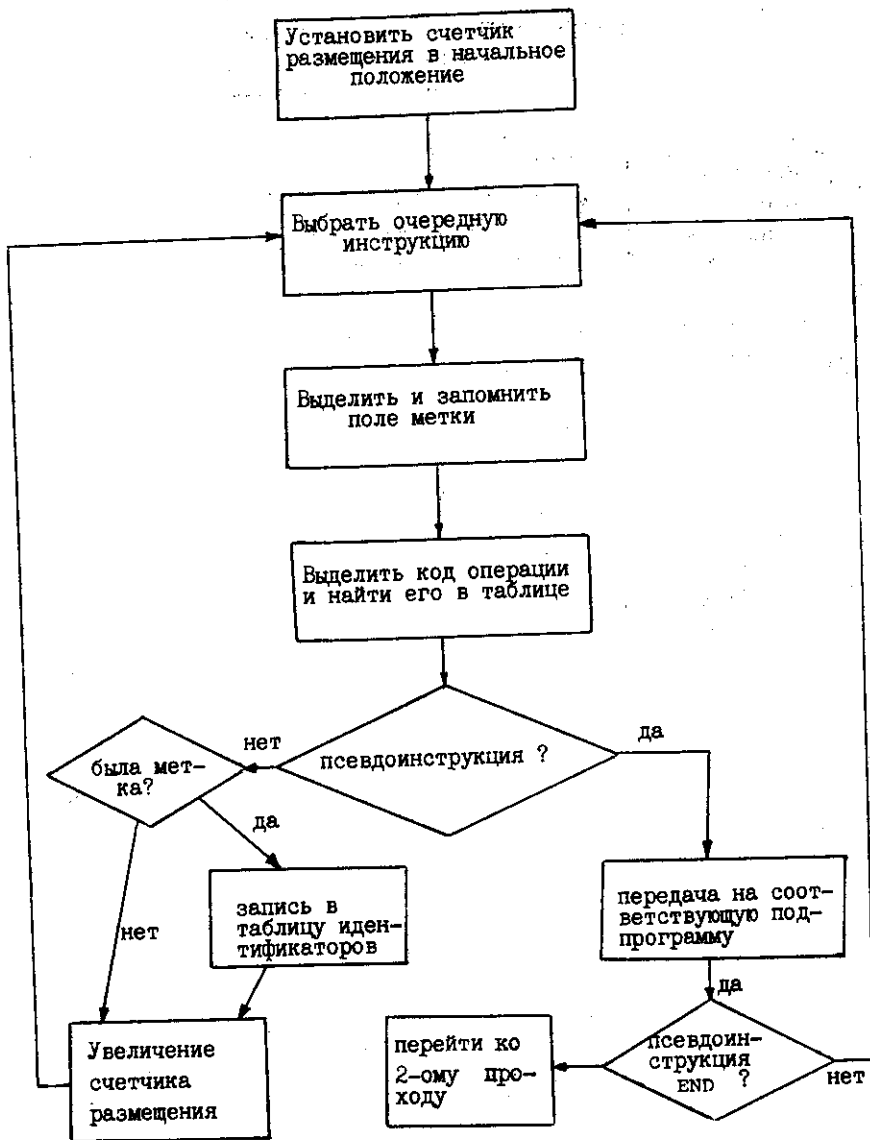 Установить счетчик
размещения в начальное
положение
Выбрать очередную
инструкцию
Выделить и запомнить
поле метки
Выделить код операции
и найти его в таблице
псевдоинструкция ?
нет
да
была мет-
ка?
да
нет
запись в
таблицу иден-
тификаторов
Увеличение
счетчика
размещения
передача на соот-
ветствующую под-
программу
да
псевдоин-
струкция
END ?
нет
перейти ко
2-ому про-
ходу